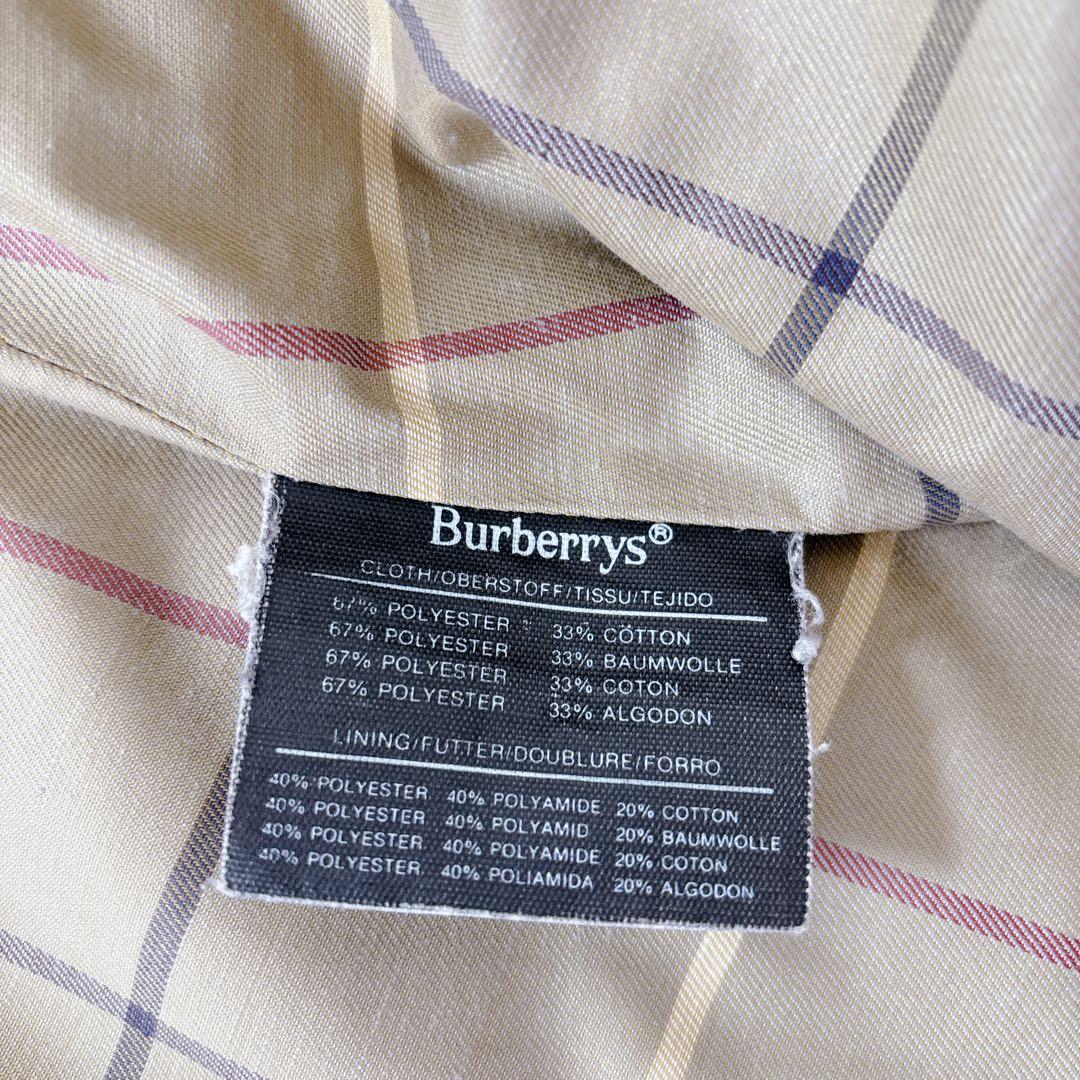 Burberrys®
CLOTH/OBERSTOFF/TISSU/TEJIDO
67% POLYESTER 33% COTTON
67% POLYESTER 33% BAUMWOLLE
67% POLYESTER 33% COTON
67% POLYESTER 33% ALGODON
LINING/FUTTER/DOUBLURE/FORRO
40% POLYESTER 40% POLYAMIDE 20% COTTON
40% POLYESTER 40% POLYAMID 20% BAUMWOLLE
40% POLYESTER 40% POLYAMIDE 20% COTON
40% POLYESTER 40% POLIAMIDA 20% ALGODON